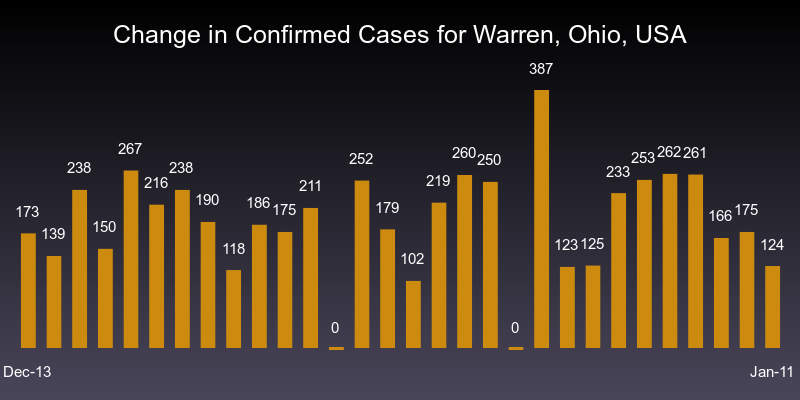 Change in Confirmed Cases for Warren, Ohio, USA
173 139 238 150 267 216 238 190 118 186 175 211 0 252 179 102 219 260 250 0 387 123 125 233 253 262 261 166 175 124
Dec-13 Jan-11